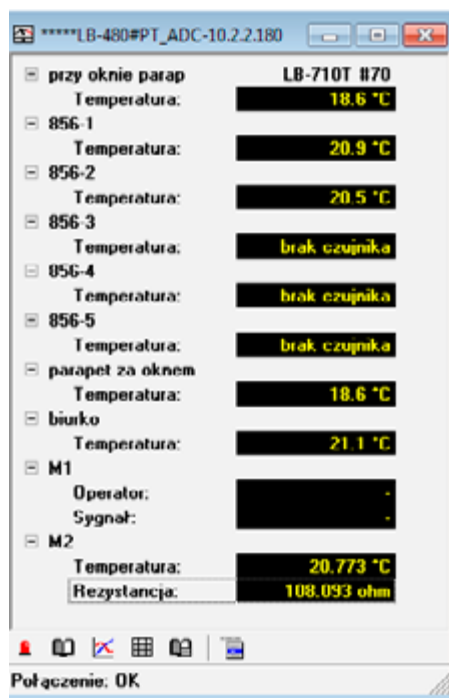 *****LB-480#PT_ADC-10.2.2.180
przy oknie parap LB-710T #70
Temperatura: 18.6 °C
856-1
Temperatura: 20.9 °C
856-2
Temperatura: 20.5 °C
856-3
Temperatura: brak czujnika
856-4
Temperatura: brak czujnika
856-5
Temperatura: brak czujnika
parapet za oknem
Temperatura: 18.6 °C
biurko
Temperatura: 21.1 °C
M1
Operator: -
Sygnał: -
M2
Temperatura: 20.773 °C
Rezystancja: 108.093 ohm
Połączenie: OK